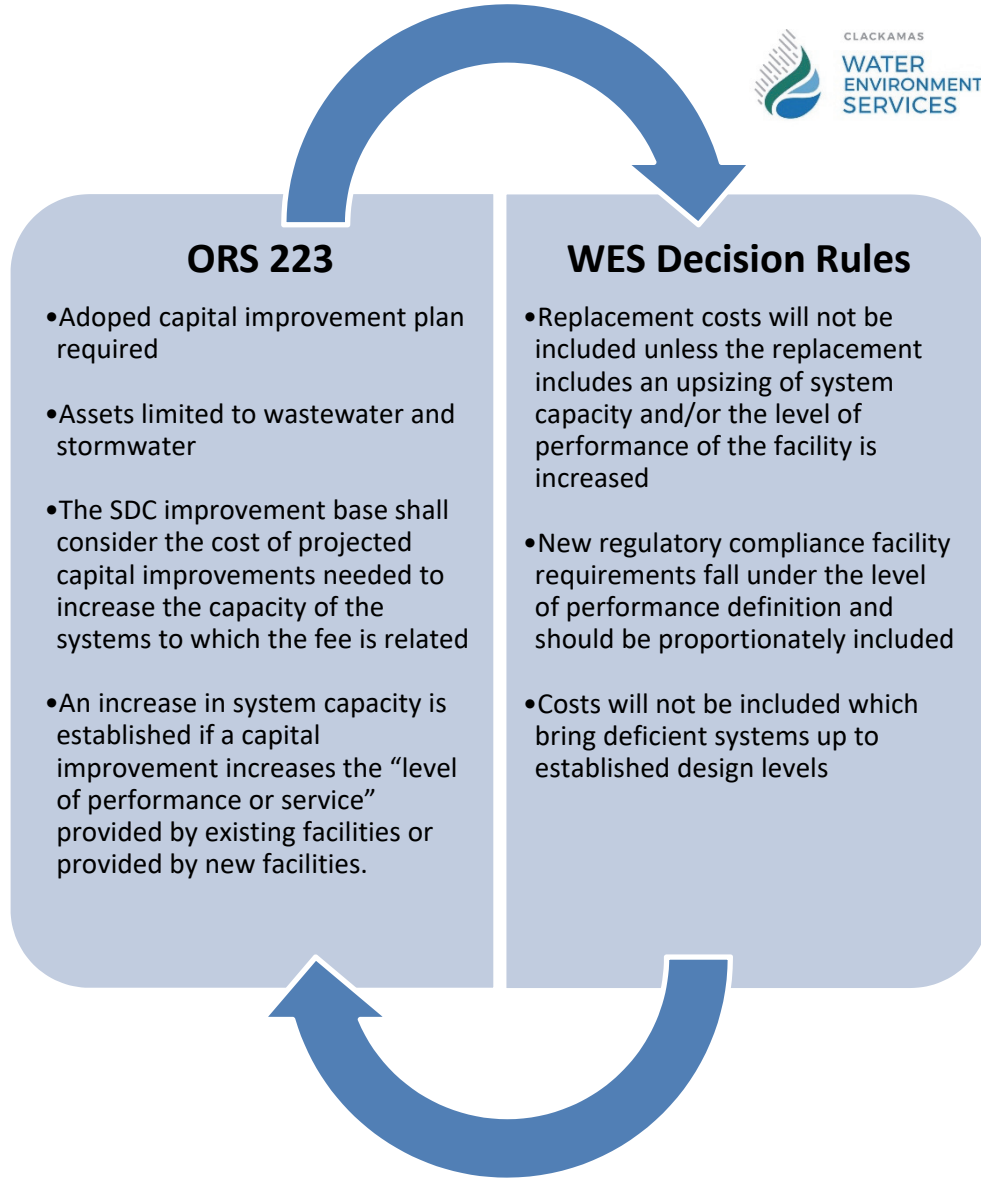 CLACKAMAS
WATER
ENVIRONMENT
SERVICES
ORS 223
•Adoped capital improvement plan
required
•Assets limited to wastewater and
stormwater
•The SDC improvement base shall
consider the cost of projected
capital improvements needed to
increase the capacity of the
systems to which the fee is related
•An increase in system capacity is
established if a capital
improvement increases the “level
of performance or service”
provided by existing facilities or
provided by new facilities.
WES Decision Rules
•Replacement costs will not be
included unless the replacement
includes an upsizing of system
capacity and/or the level of
performance of the facility is
increased
•New regulatory compliance facility
requirements fall under the level
of performance definition and
should be proportionately included
•Costs will not be included which
bring deficient systems up to
established design levels